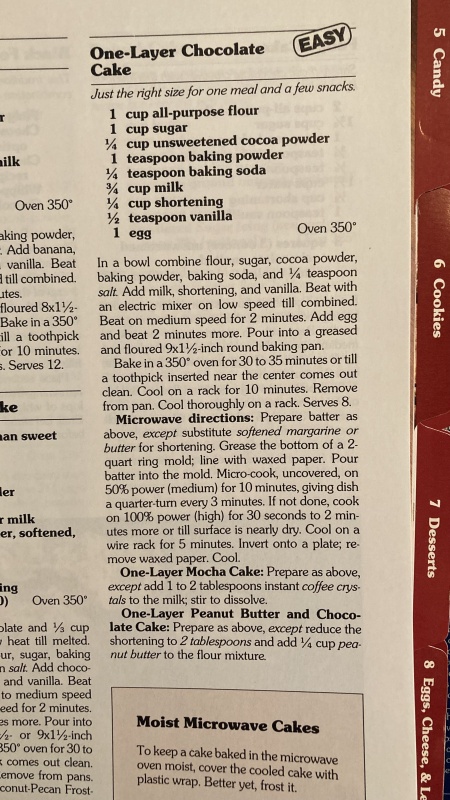 One-Layer Chocolate
Cake
EASY
Just the right size for one meal and a few snacks.
1 cup all-purpose flour
1 cup sugar
¼ cup unsweetened cocoa powder
1 teaspoon baking powder
¼ teaspoon baking soda
¾ cup milk
¼ cup shortening
½ teaspoon vanilla
1 egg
Oven 350°
In a bowl combine flour, sugar, cocoa powder,
baking powder, baking soda, and ¼ teaspoon
salt. Add milk, shortening, and vanilla. Beat with
an electric mixer on low speed till combined.
Beat on medium speed for 2 minutes. Add egg
and beat 2 minutes more. Pour into a greased
and floured 9x1½-inch round baking pan.
Bake in a 350° oven for 30 to 35 minutes or till
a toothpick inserted near the center comes out
clean. Cool on a rack for 10 minutes. Remove
from pan. Cool thoroughly on a rack. Serves 8.
Microwave directions: Prepare batter as
above, except substitute softened margarine or
butter for shortening. Grease the bottom of a 2-
quart ring mold; line with waxed paper. Pour
batter into the mold. Micro-cook, uncovered, on
50% power (medium) for 10 minutes, giving dish
a quarter-turn every 3 minutes. If not done, cook
on 100% power (high) for 30 seconds to 2 min-
utes more or till surface is nearly dry. Cool on a
wire rack for 5 minutes. Invert onto a plate; re-
move waxed paper. Cool.
One-Layer Mocha Cake: Prepare as above,
except add 1 to 2 tablespoons instant coffee crys-
tals to the milk; stir to dissolve.
One-Layer Peanut Butter and Choco-
late Cake: Prepare as above, except reduce the
shortening to 2 tablespoons and add ¼ cup pea-
nut butter to the flour mixture.
Moist Microwave Cakes
To keep a cake baked in the microwave
oven moist, cover the cooled cake with
plastic wrap. Better yet, frost it.
Oven 350°
aking powder,
. Add banana,
vanilla. Beat
d till combined.
utes.
floured 8x1½-
Bake in a 350°
till a toothpick
for 10 minutes.
s. Serves 12.
ke
an sweet
r milk
er, softened,
Oven 350°
olate and ⅓ cup
heat till melted.
ur, sugar, baking
n salt. Add choco-
and vanilla. Beat
to medium speed
eed for 2 minutes.
es more. Pour into
½- or 9x1½-inch
350° oven for 30 to
comes out clean.
emove from pans.
conut-Pecan Frost-
5 Candy
6 Cookies
7 Desserts
8 Eggs, Cheese, &